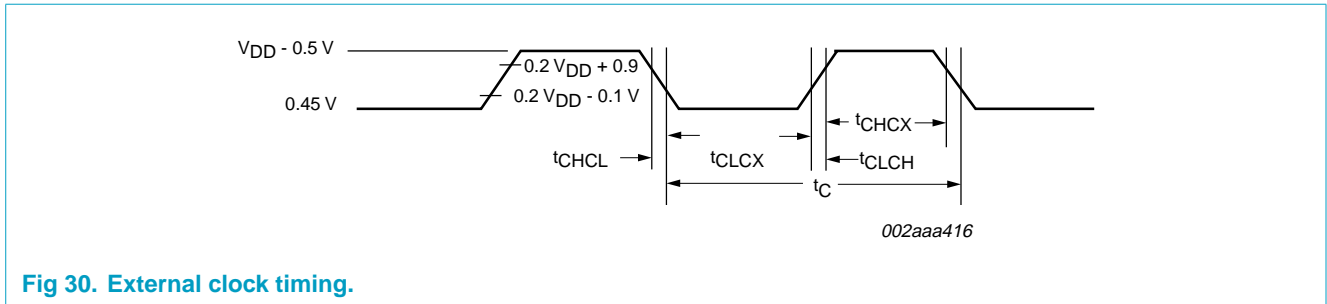 VDD - 0.5 V
0.2 VDD + 0.9
0.2 VDD - 0.1 V
0.45 V
tCHCX
tCHCL
tCLCX
tCLCH
tC
002aaa416
Fig 30. External clock timing.